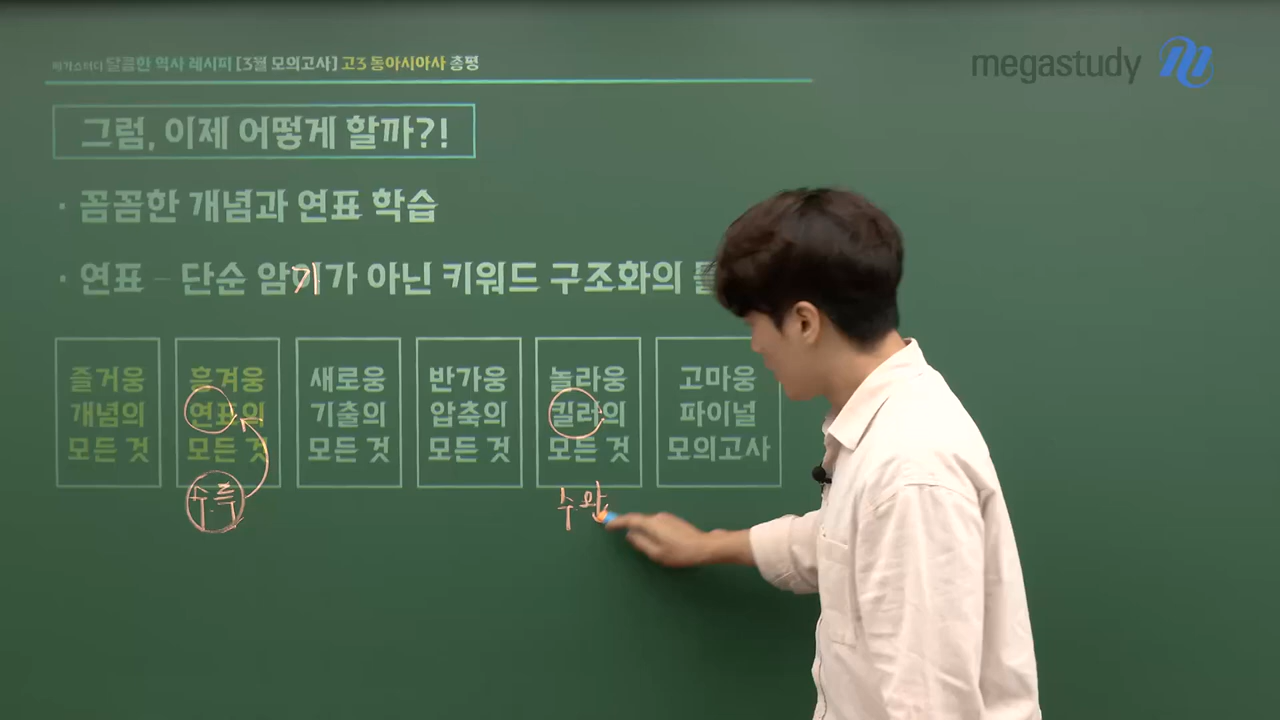 메가스터디 달콤한 역사 레시피 [3월 모의고사] 고3 동아시아사 총평
megastudy
그럼, 이제 어떻게 할까?!
· 꼼꼼한 개념과 연표 학습
· 연표 – 단순 암기가 아닌 키워드 구조화의
즐거웅
개념의
모든 것
흥겨웅
연표의
모든 것
새로웅
기출의
모든 것
반가웅
압축의
모든 것
놀라웅
킬러의
모든 것
고마웅
파이널
모의고사
수특
수완